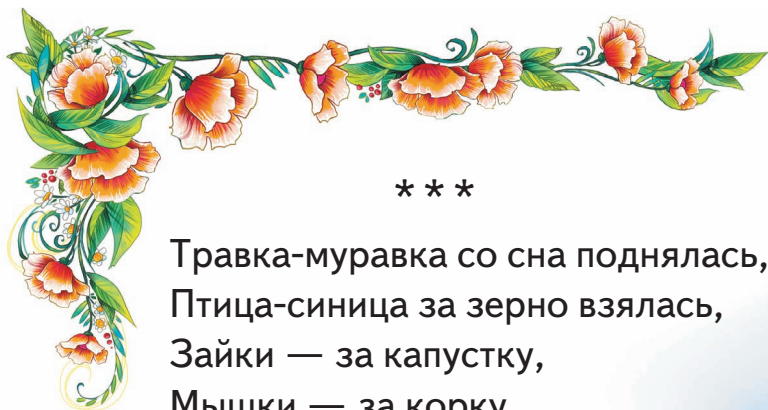 * * *
Травка-муравка со сна поднялась,
Птица-синица за зерно взялась,
Зайки — за капустку,
Мышки — за корку